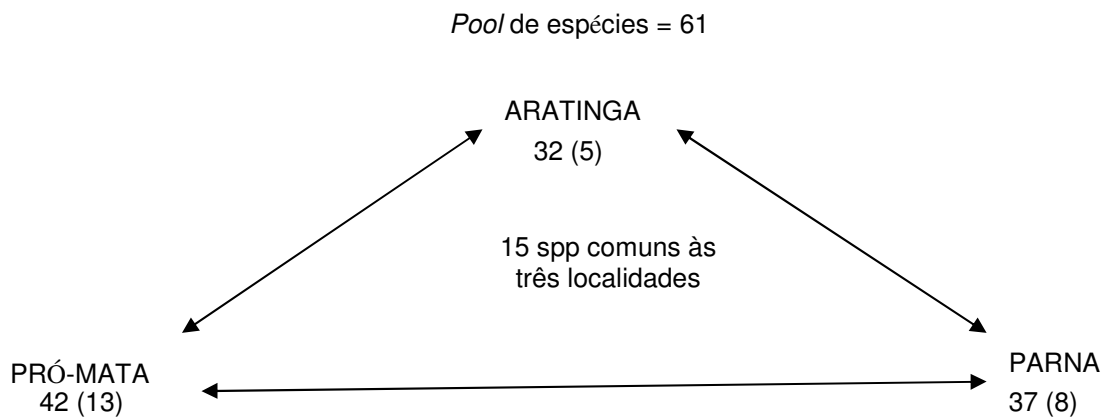 Pool de espécies = 61
ARATINGA
32 (5)
15 spp comuns às
três localidades
PRÓ-MATA
42 (13)
PARNA
37 (8)